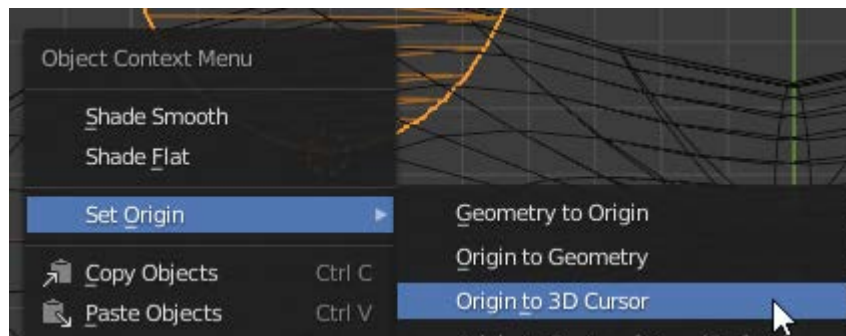 Object Context Menu
Shade Smooth
Shade Flat
Set Origin
Geometry to Origin
Origin to Geometry
Origin to 3D Cursor
Copy Objects Ctrl C
Paste Objects Ctrl V